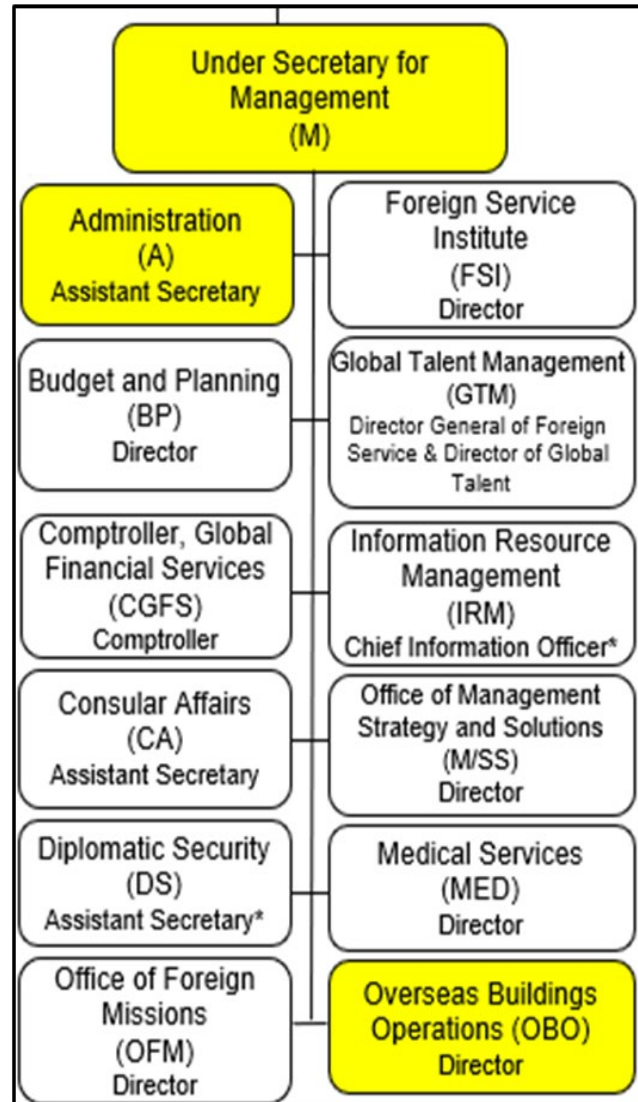 Under Secretary for
Management
(M)
Administration
(A)
Assistant Secretary
Foreign Service
Institute
(FSI)
Director
Budget and Planning
(BP)
Director
Global Talent Management
(GTM)
Director General of Foreign
Service & Director of Global
Talent
Comptroller, Global
Financial Services
(CGFS)
Comptroller
Information Resource
Management
(IRM)
Chief Information Officer*
Consular Affairs
(CA)
Assistant Secretary
Office of Management
Strategy and Solutions
(M/SS)
Director
Diplomatic Security
(DS)
Assistant Secretary*
Medical Services
(MED)
Director
Office of Foreign
Missions
(OFM)
Director
Overseas Buildings
Operations (OBO)
Director